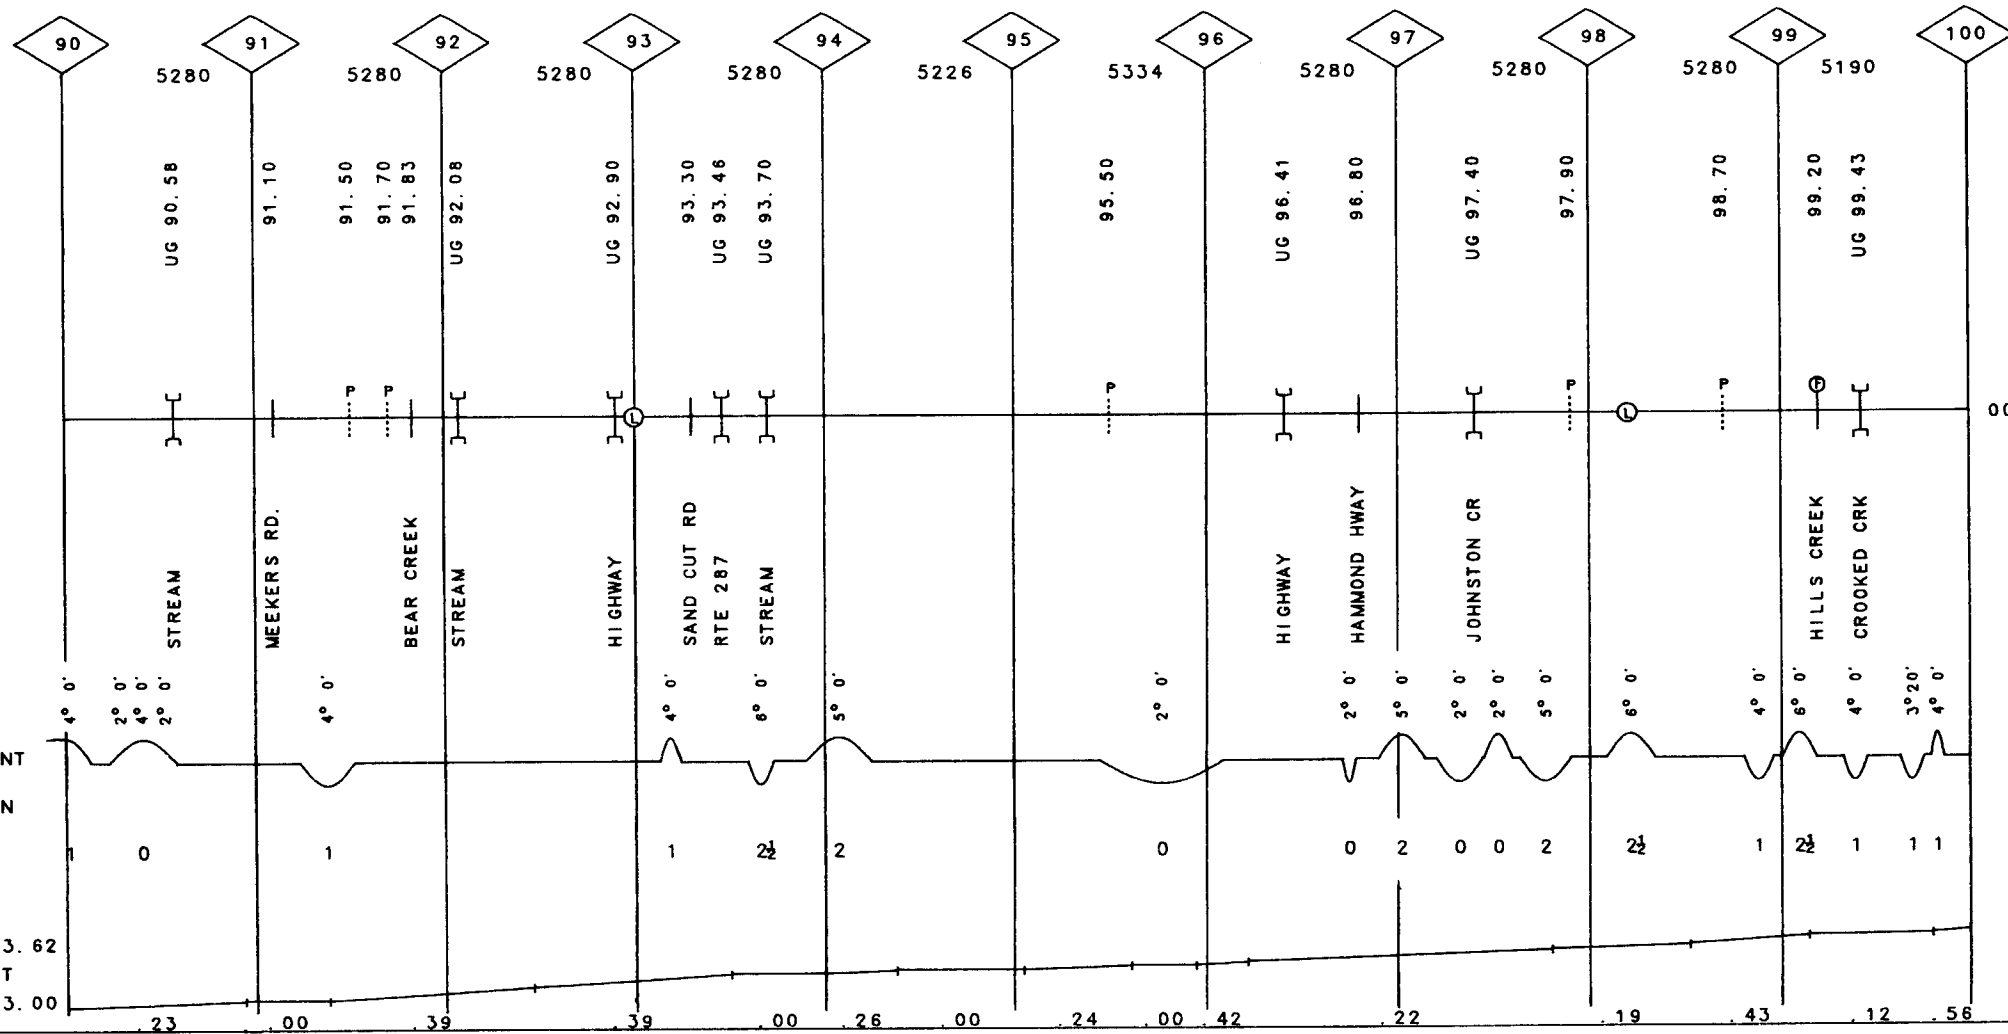 90 91 92 93 94 95 96 97 98 99 100
5280 5280 5280 5280 5226 5334 5280 5280 5280 5190
UG 90.58
91.10
91.50
91.70
91.83
UG 92.08
UG 92.90
93.30
UG 93.46
UG 93.70
95.50
UG 96.41
96.80
UG 97.40
97.90
98.70
99.20
UG 99.43
P P P P P F
L L
STREAM
MEEKERS RD.
BEAR CREEK
STREAM
HIGHWAY
SAND CUT RD
RTE 287
STREAM
HIGHWAY
HAMMOND HWAY
JOHNSTON CR
HILLS CREEK
CROOKED CRK
4° 0'
2° 0'
4° 0'
2° 0'
4° 0'
4° 0'
6° 0'
5° 0'
2° 0'
2° 0'
5° 0'
2° 0'
2° 0'
5° 0'
6° 0'
4° 0'
6° 0'
4° 0'
3°20'
4° 0'
NT
N
1 0 1 1 2½ 2 0 0 2 0 0 2 2½ 1 2½ 1 1 1
3.62
T
3.00
.23 .00 .39 .39 .00 .26 .00 .24 .00 .42 .22 .19 .43 .12 .56